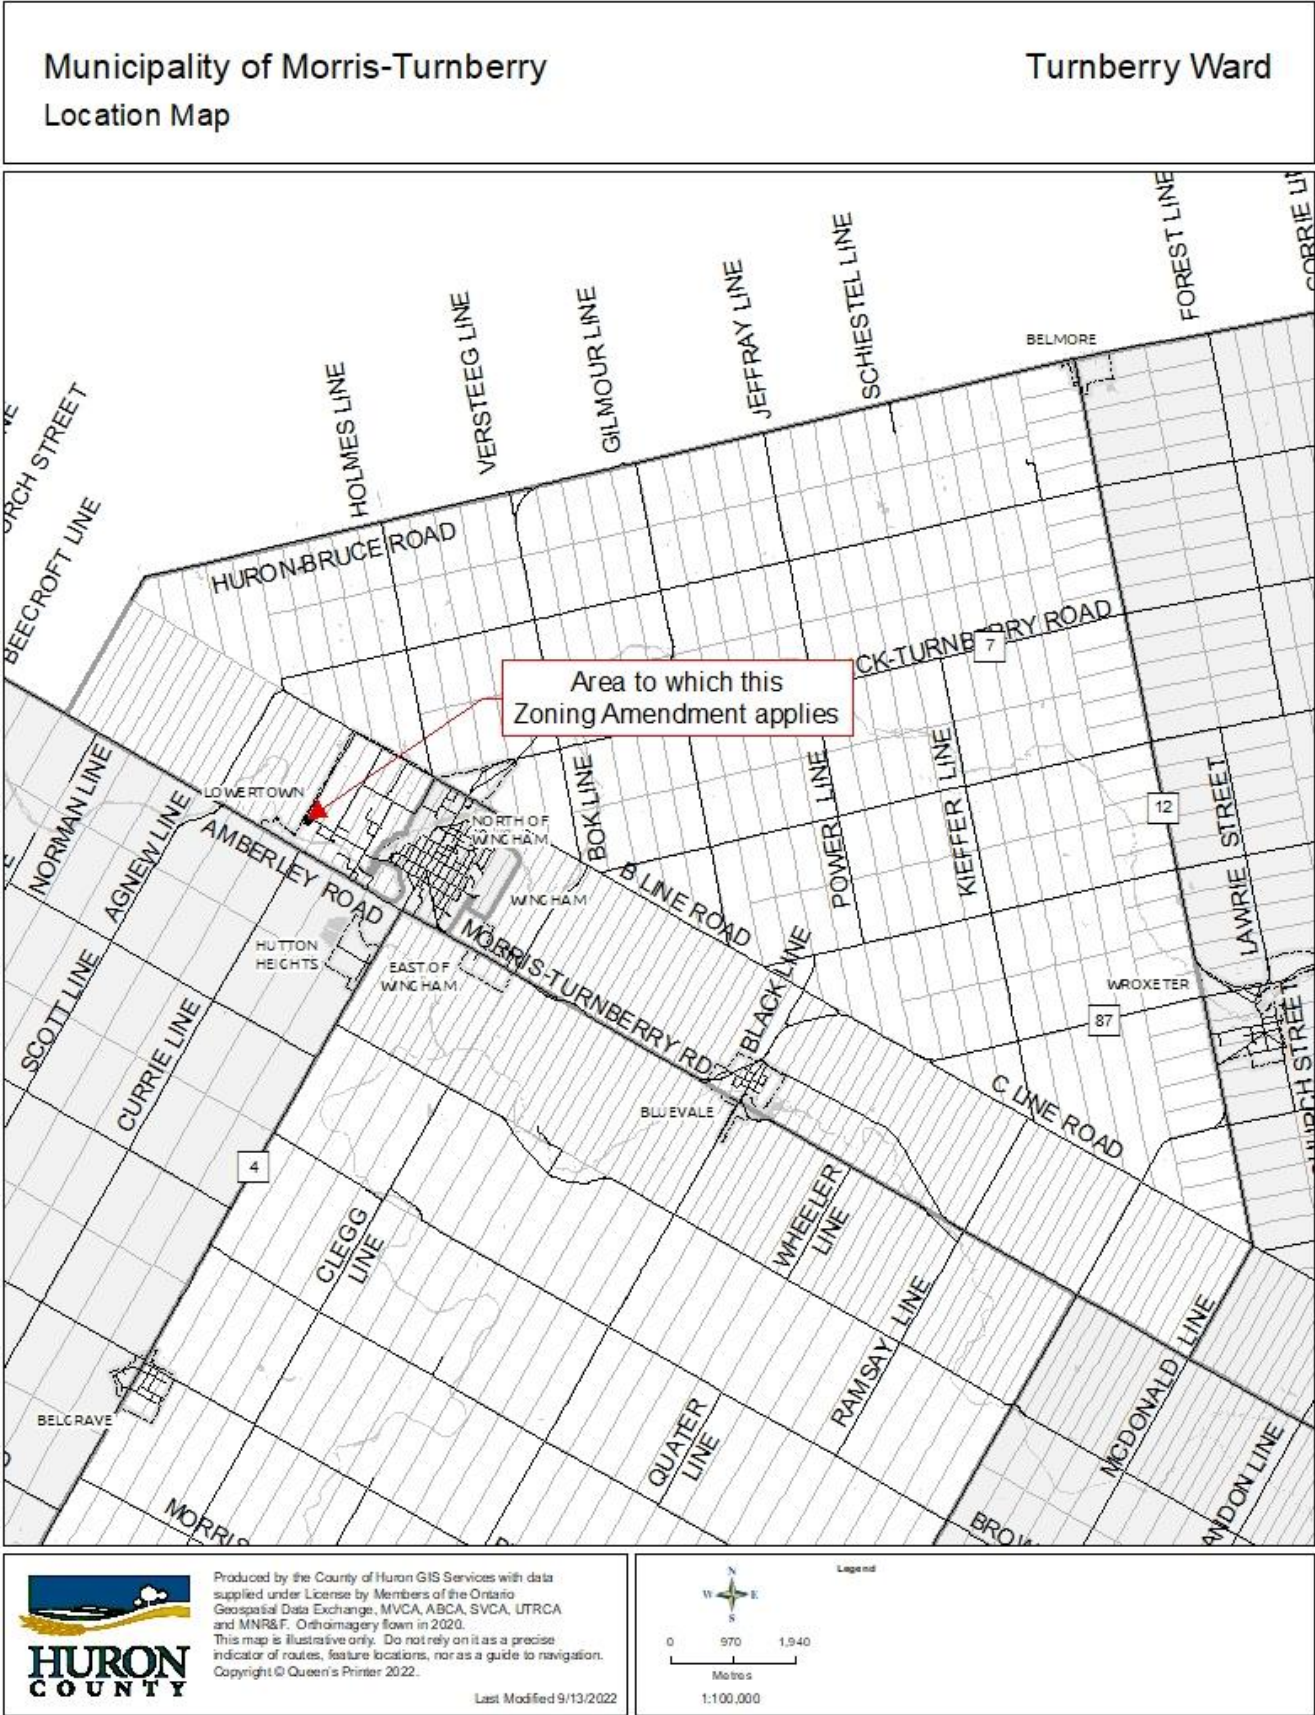 Municipality of Morris-Turnberry
Turnberry Ward
Location Map
FOREST LINE
SCHIESTEL LINE
JEFFRAY LINE
GILMOUR LINE
VERSTEEG LINE
HOLMES LINE
BELMORE
URCH STREET
BEECROFT LINE
HURON-BRUCE ROAD
CK-TURNBERRY ROAD
7
Area to which this
Zoning Amendment applies
NORMAN LINE
AGNEW LINE
LOWERTOWN
AMBERLEY ROAD
NORTH OF
WINGHAM
WINGHAM
BOK LINE
B LINE ROAD
POWER LINE
KIEFFER LINE
12
LAWRIE STREET
HUTTON
HEIGHTS
EAST OF
WINGHAM
MORRIS-TURNBERRY RD
BLACK LINE
WROXETER
87
SCOTT LINE
CURRIE LINE
BLUEVALE
C LINE ROAD
4
CLEGG
LINE
WHEELER
LINE
RAMSAY LINE
MCDONALD LINE
BELGRAVE
QUATER
LINE
ANDON LINE
MORRIS
BROW
HURON
COUNTY
Produced by the County of Huron GIS Services with data
supplied under License by Members of the Ontario
Geospatial Data Exchange, MVCA, ABCA, SVCA, UTRCA
and MNR&F. Orthoimagery flown in 2020.
This map is illustrative only. Do not rely on it as a precise
indicator of routes, feature locations, nor as a guide to navigation.
Copyright © Queen's Printer 2022.
Last Modified 9/13/2022
N
W E
S
0 970 1,940
Metres
1:100,000
Legend